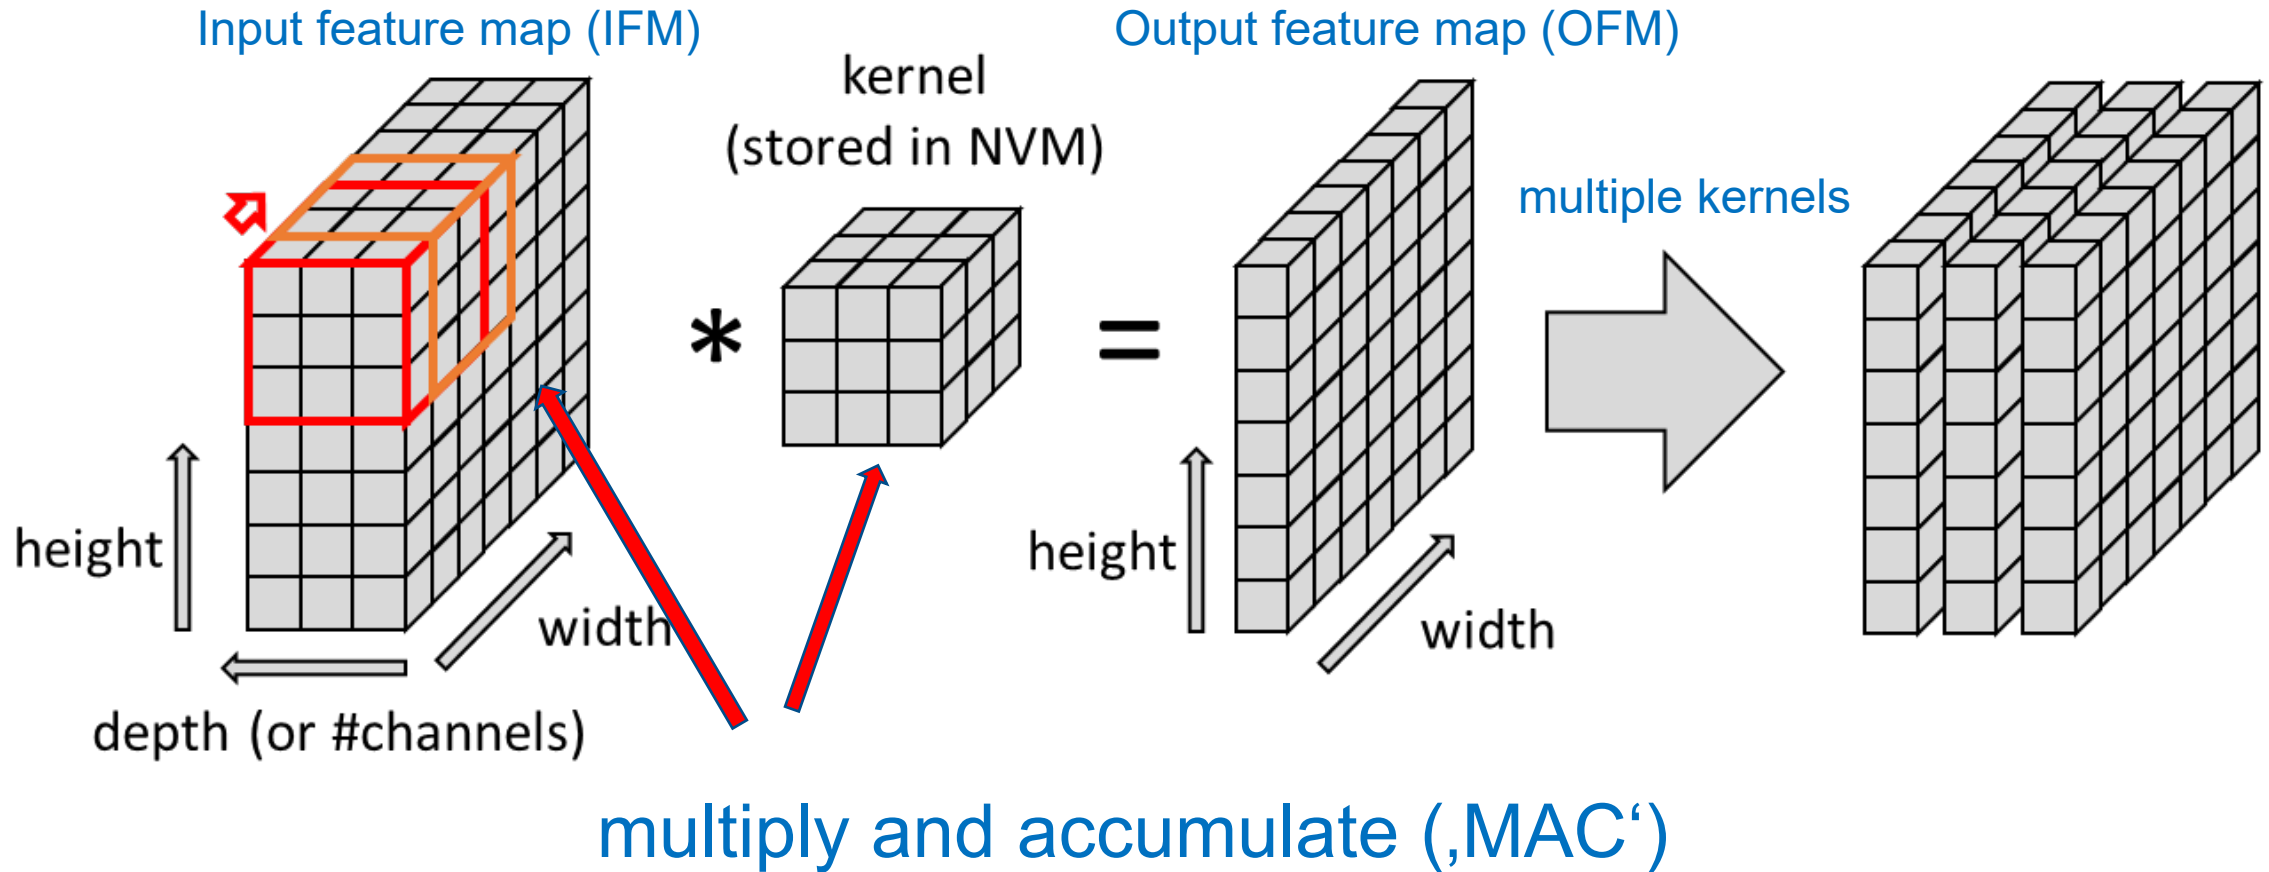 Input feature map (IFM)
Output feature map (OFM)
kernel
(stored in NVM)
multiple kernels
*
=
height
width
depth (or #channels)
height
width
multiply and accumulate (‚MAC‘)